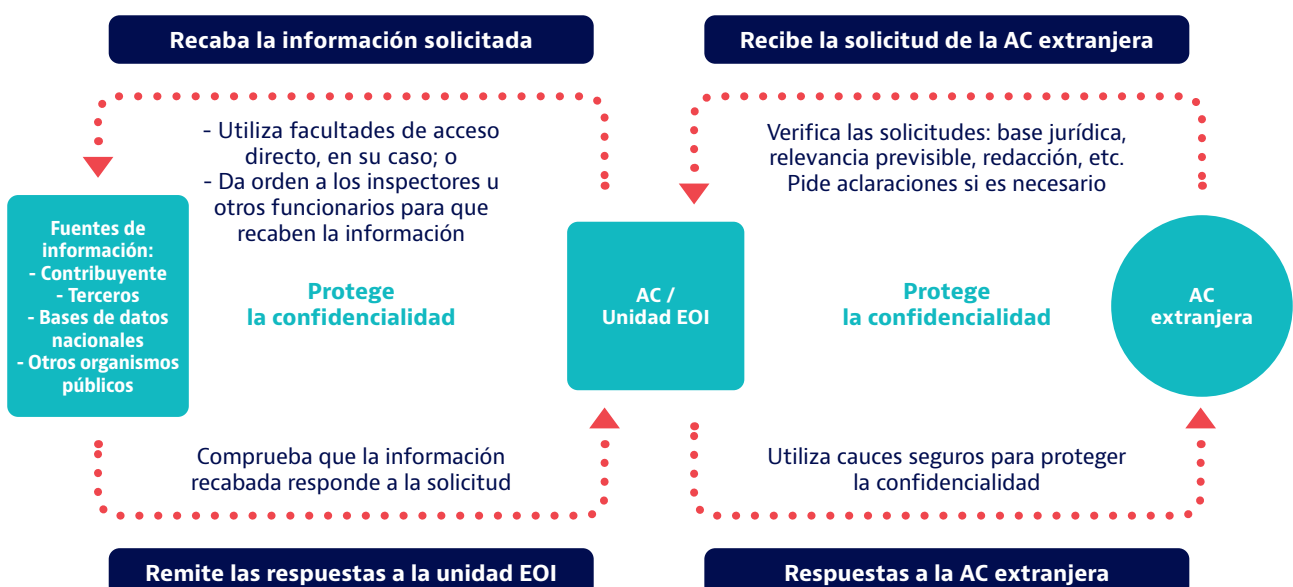 Recaba la información solicitada
Recibe la solicitud de la AC extranjera
- Utiliza facultades de acceso
directo, en su caso; o
- Da orden a los inspectores u
otros funcionarios para que
recaben la información
Verifica las solicitudes: base jurídica,
relevancia previsible, redacción, etc.
Pide aclaraciones si es necesario
Fuentes de
información:
- Contribuyente
- Terceros
- Bases de datos
nacionales
- Otros organismos
públicos
Protege
la confidencialidad
AC /
Unidad EOI
Protege
la confidencialidad
AC
extranjera
Comprueba que la información
recabada responde a la solicitud
Utiliza cauces seguros para proteger
la confidencialidad
Remite las respuestas a la unidad EOI
Respuestas a la AC extranjera